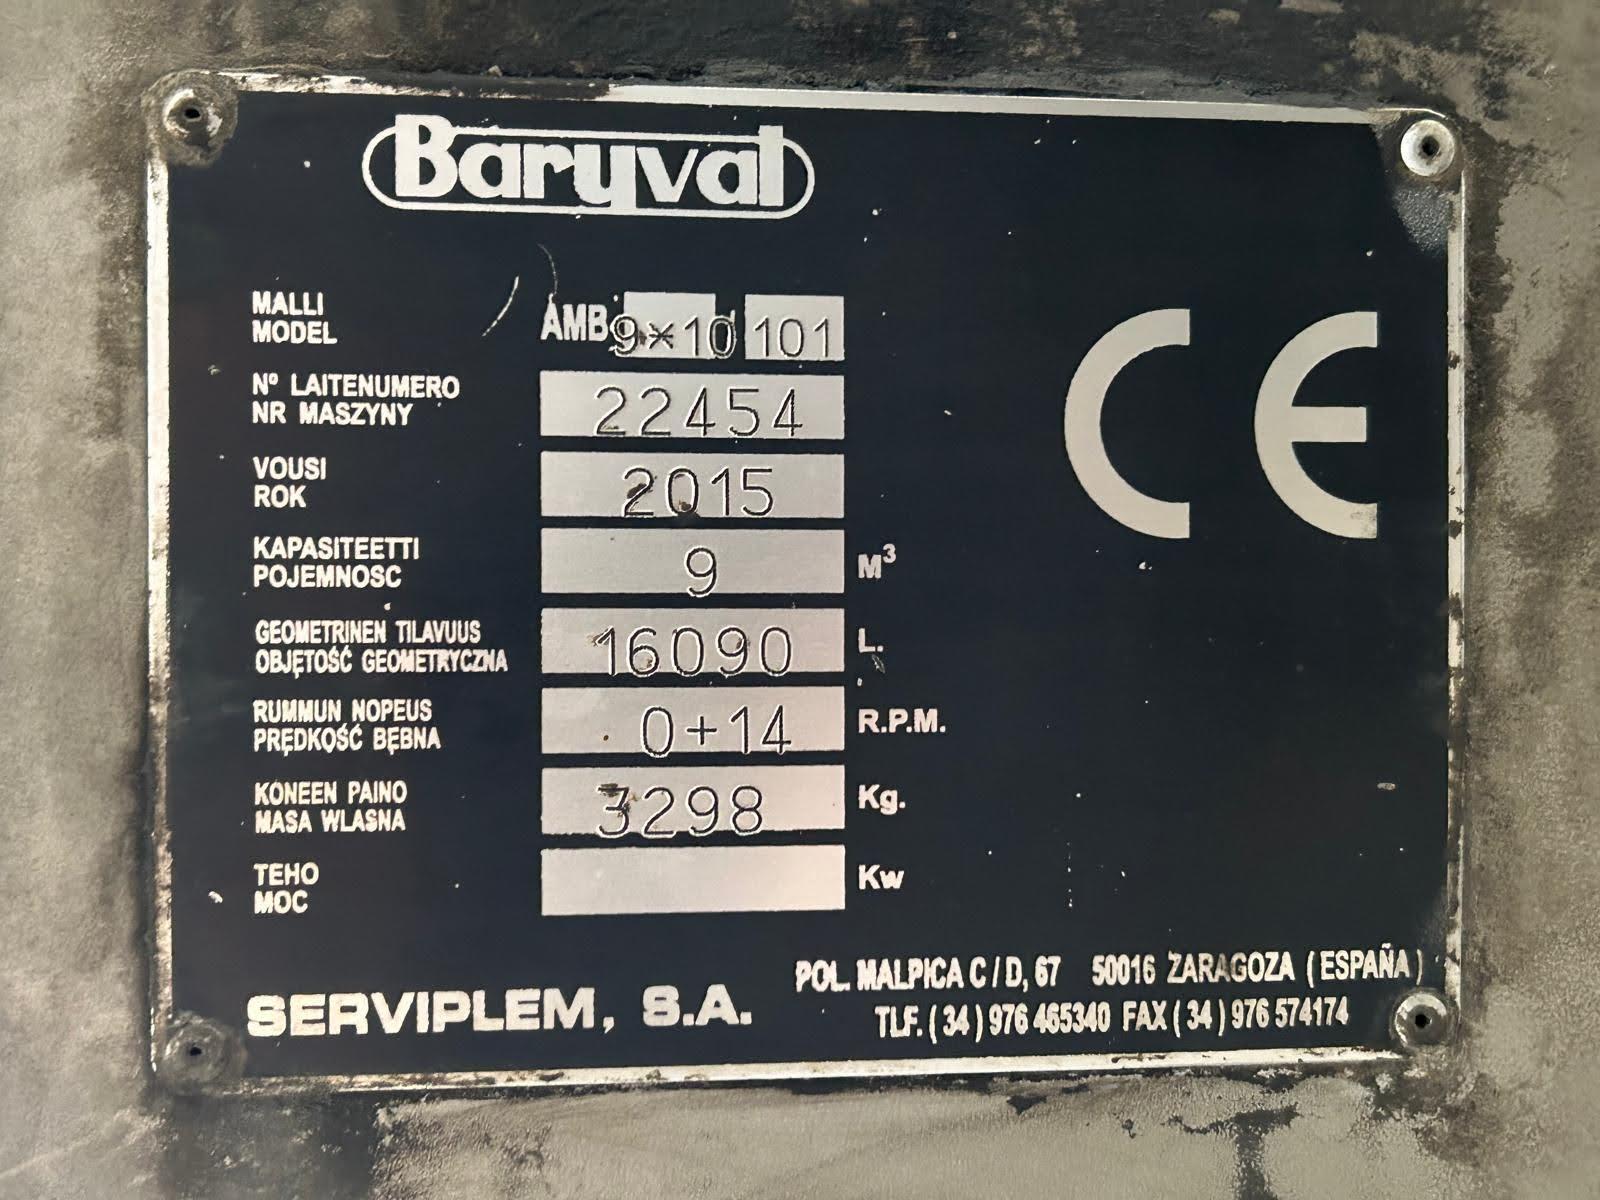 Baryval
MALLI
MODEL
AMB 9×10 101
Nº LAITENUMERO
NR MASZYNY
22454
VOUSI
ROK
2015
KAPASITEETTI
POJEMNOSC
9 M³
GEOMETRINEN TILAVUUS
OBJĘTOŚĆ GEOMETRYCZNA
16090 L.
RUMMUN NOPEUS
PRĘDKOŚĆ BĘBNA
0+14 R.P.M.
KONEEN PAINO
MASA WLASNA
3298 Kg.
TEHO
MOC
Kw
CE
SERVIPLEM, S.A.
POL. MALPICA C/D, 67 50016 ZARAGOZA (ESPAÑA)
TLF. (34) 976 465340 FAX (34) 976 574174